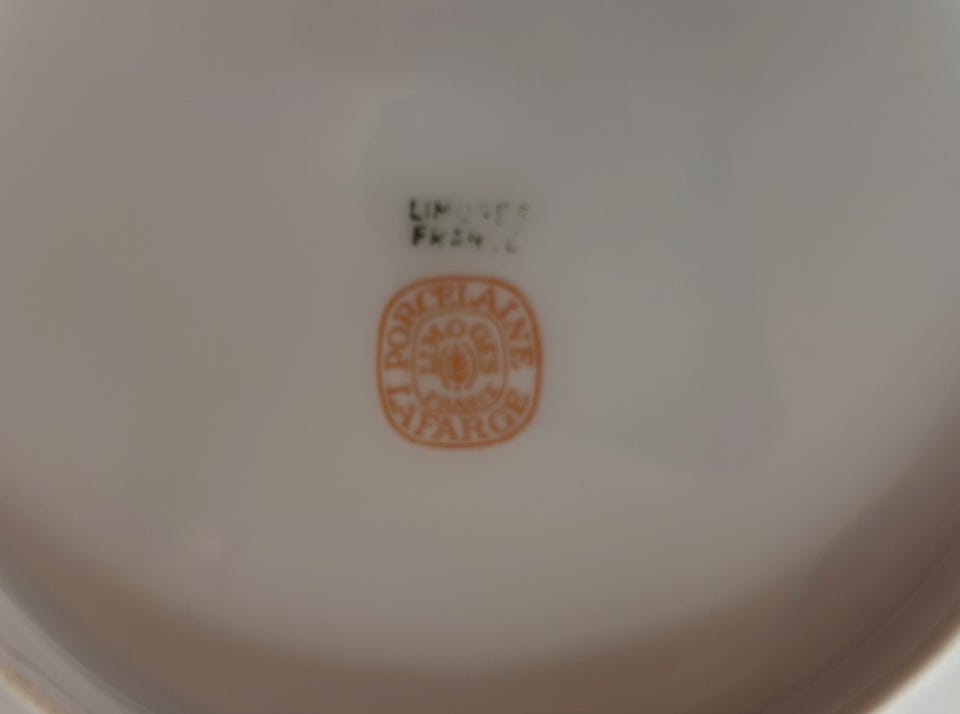 LIMOGES
FRANCE
PORCELAINE
LIMOGES
FRANCE
LAFARGE